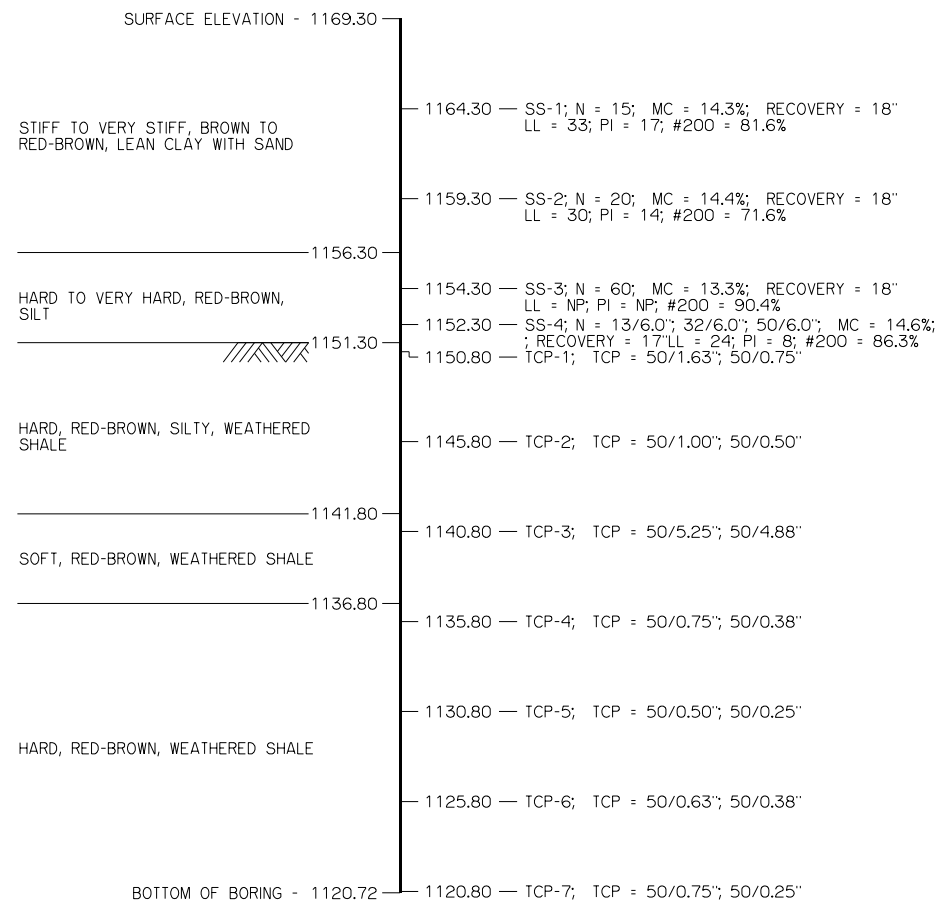 SURFACE ELEVATION - 1169.30
1164.30 — SS-1; N = 15; MC = 14.3%; RECOVERY = 18"
LL = 33; PI = 17; #200 = 81.6%
STIFF TO VERY STIFF, BROWN TO
RED-BROWN, LEAN CLAY WITH SAND
1159.30 — SS-2; N = 20; MC = 14.4%; RECOVERY = 18"
LL = 30; PI = 14; #200 = 71.6%
1156.30
1154.30 — SS-3; N = 60; MC = 13.3%; RECOVERY = 18"
LL = NP; PI = NP; #200 = 90.4%
HARD TO VERY HARD, RED-BROWN,
SILT
1152.30 — SS-4; N = 13/6.0"; 32/6.0"; 50/6.0"; MC = 14.6%;
; RECOVERY = 17"LL = 24; PI = 8; #200 = 86.3%
1151.30
1150.80 — TCP-1; TCP = 50/1.63"; 50/0.75"
HARD, RED-BROWN, SILTY, WEATHERED
SHALE
1145.80 — TCP-2; TCP = 50/1.00"; 50/0.50"
1141.80
1140.80 — TCP-3; TCP = 50/5.25"; 50/4.88"
SOFT, RED-BROWN, WEATHERED SHALE
1136.80
1135.80 — TCP-4; TCP = 50/0.75"; 50/0.38"
1130.80 — TCP-5; TCP = 50/0.50"; 50/0.25"
HARD, RED-BROWN, WEATHERED SHALE
1125.80 — TCP-6; TCP = 50/0.63"; 50/0.38"
BOTTOM OF BORING - 1120.72
1120.80 — TCP-7; TCP = 50/0.75"; 50/0.25"